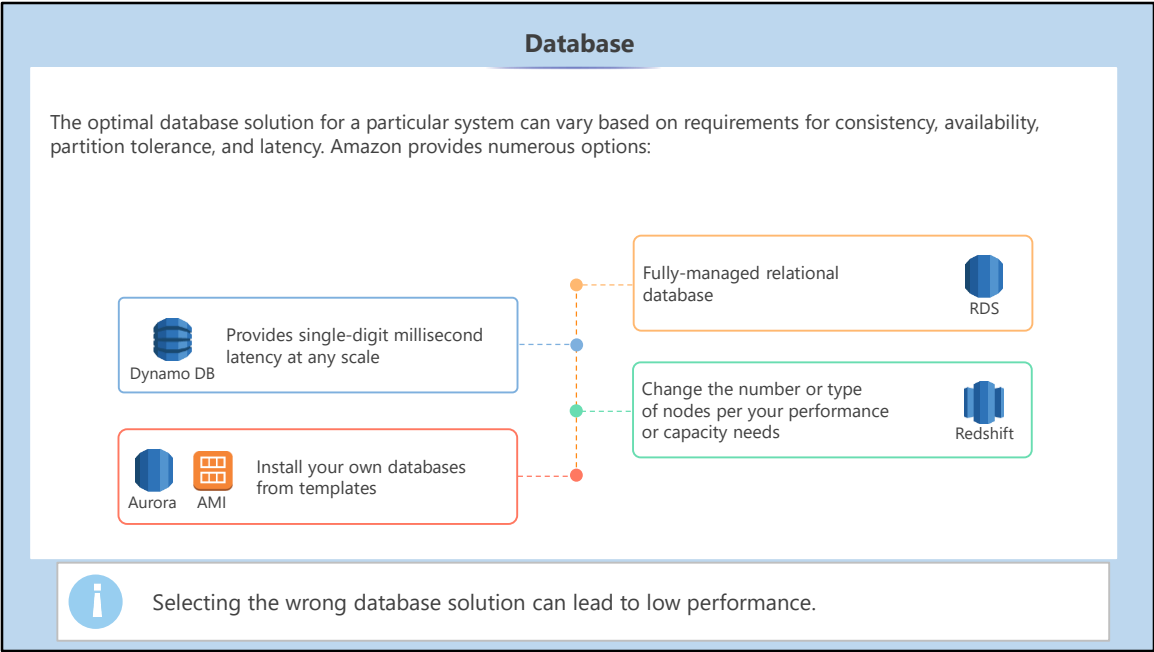 Database
The optimal database solution for a particular system can vary based on requirements for consistency, availability,
partition tolerance, and latency. Amazon provides numerous options:
Fully-managed relational
database
RDS
Provides single-digit millisecond
latency at any scale
Dynamo DB
Change the number or type
of nodes per your performance
or capacity needs
Redshift
Install your own databases
from templates
Aurora
AMI
Selecting the wrong database solution can lead to low performance.